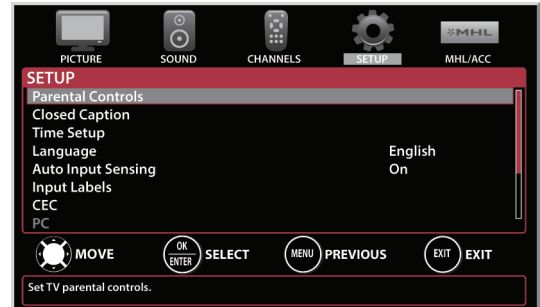 MHL
PICTURE SOUND CHANNELS SETUP MHL/ACC
SETUP
Parental Controls
Closed Caption
Time Setup
Language English
Auto Input Sensing On
Input Labels
CEC
PC
MOVE OK ENTER SELECT MENU PREVIOUS EXIT EXIT
Set TV parental controls.